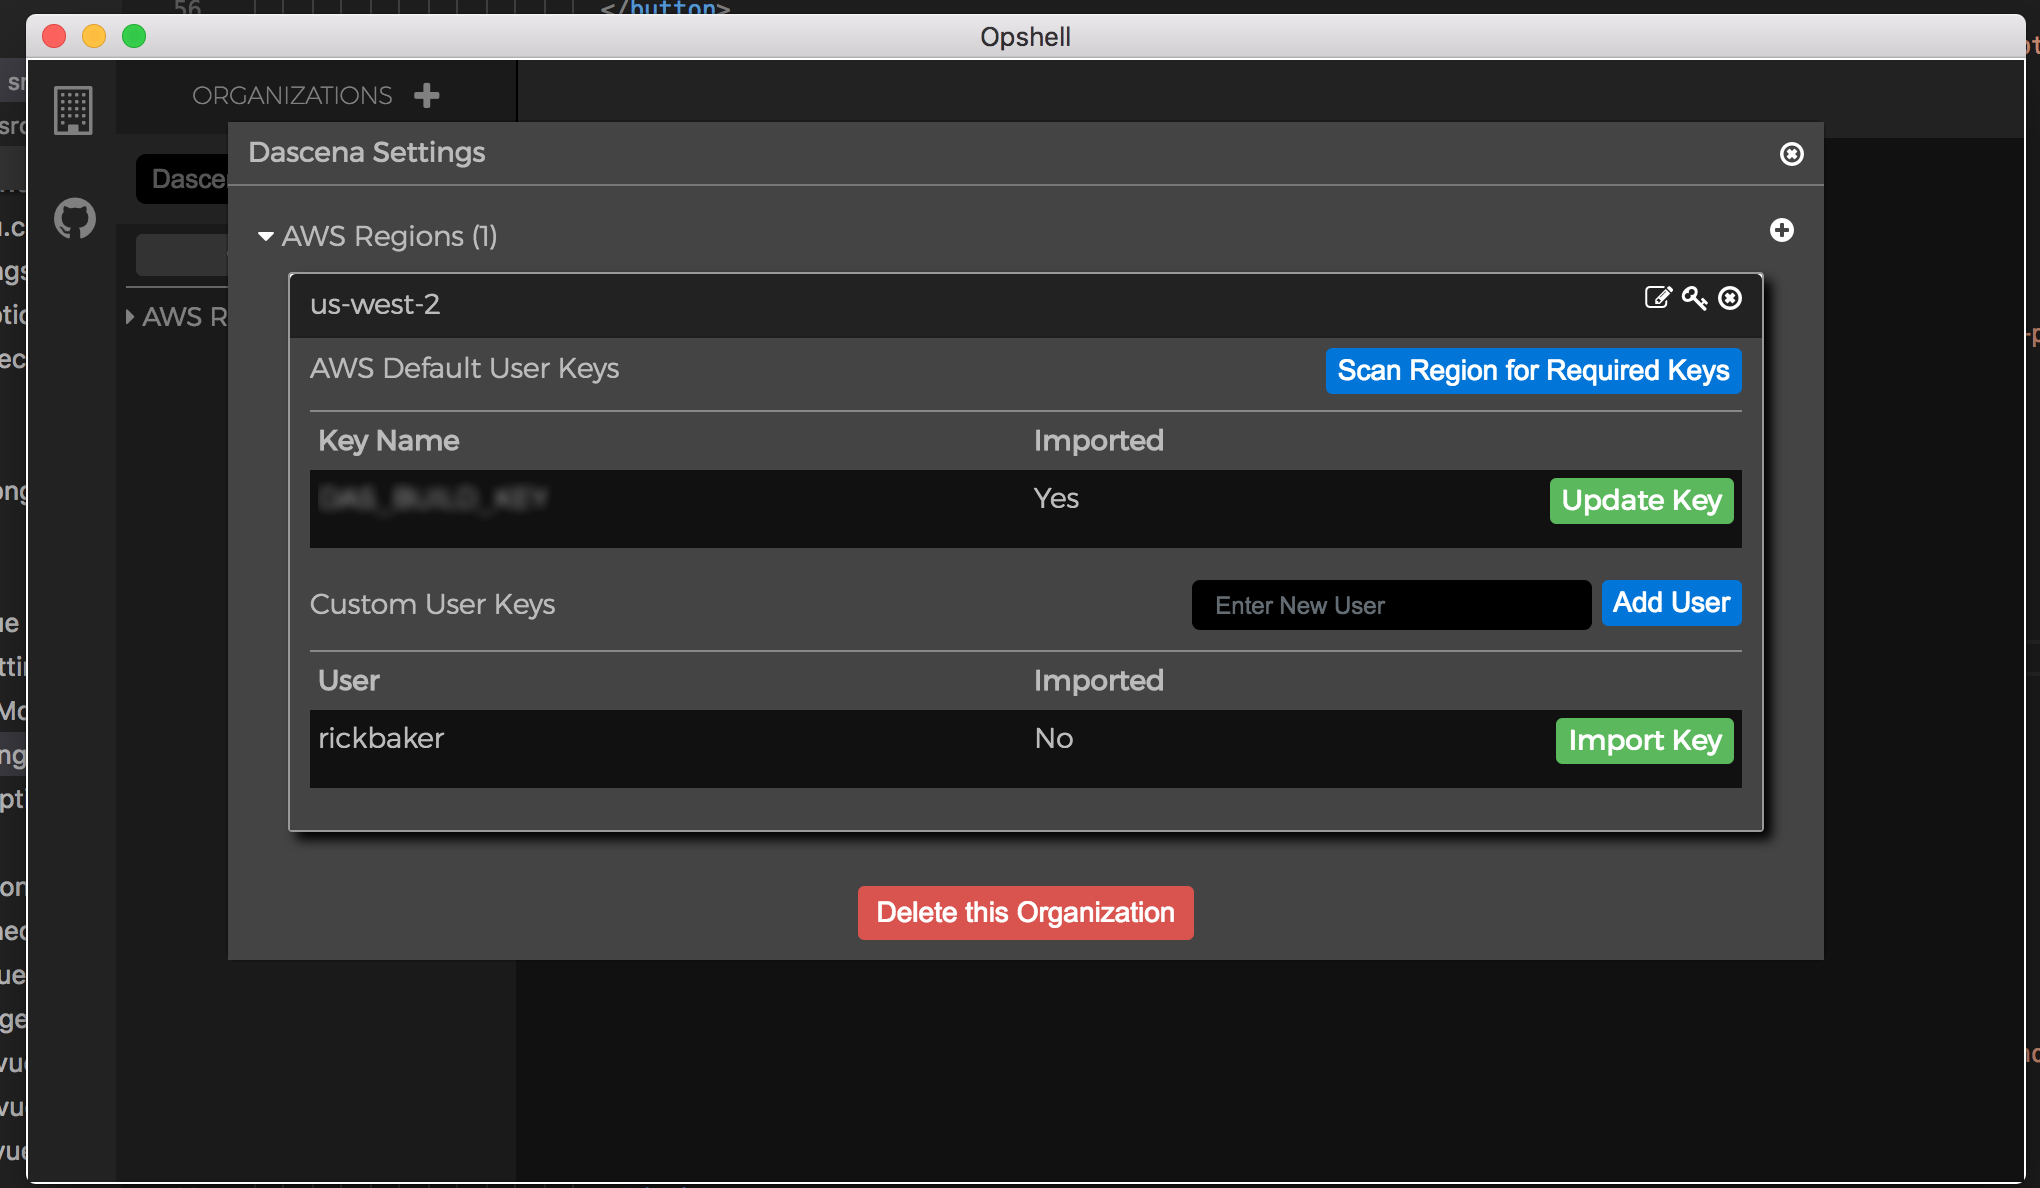 56
</button>
Opshell
ORGANIZATIONS
Dascena Settings
AWS Regions (1)
us-west-2
AWS Default User Keys
Scan Region for Required Keys
Key Name Imported
Yes Update Key
Custom User Keys Enter New User Add User
User Imported
rickbaker No Import Key
Delete this Organization
AWS R